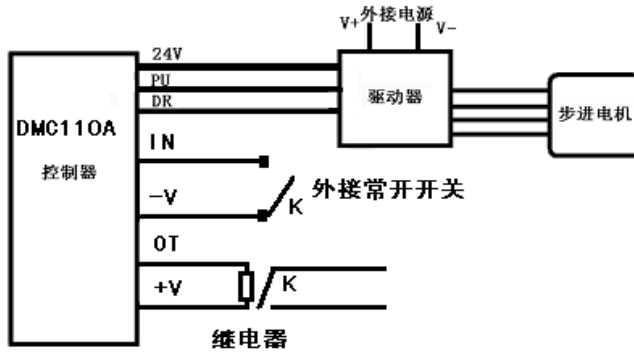 V+ 外接电源 V-
24V
PU
DR
驱动器
步进电机
DMC110A
控制器
IN
-V
K
外接常开开关
OT
+V
K
继电器